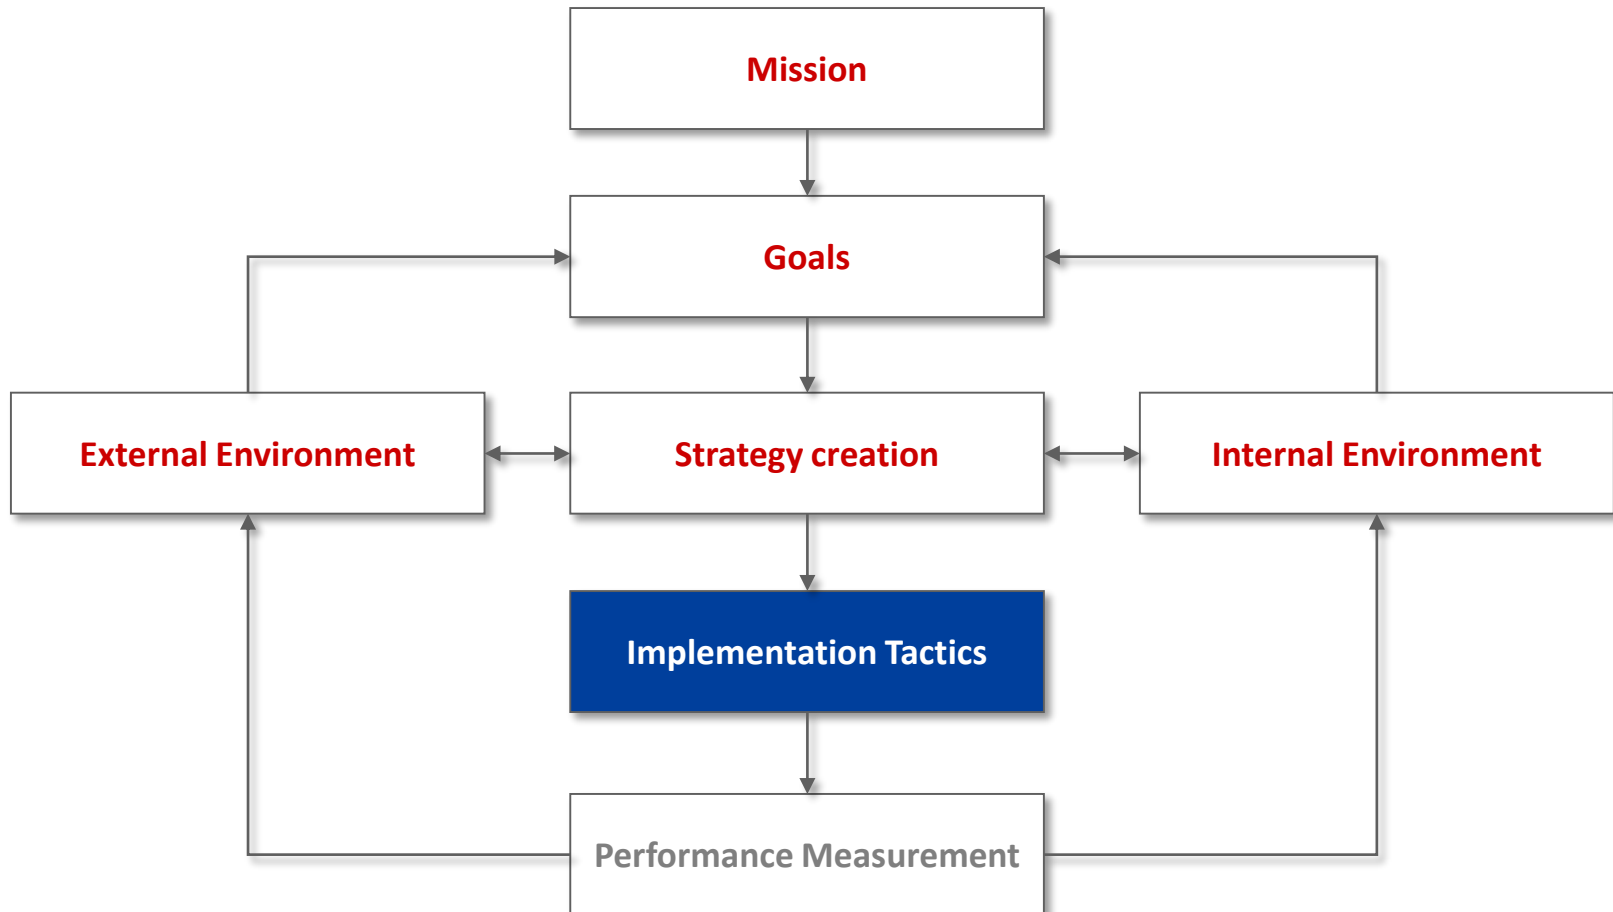 Mission
Goals
External Environment
Strategy creation
Internal Environment
Implementation Tactics
Performance Measurement